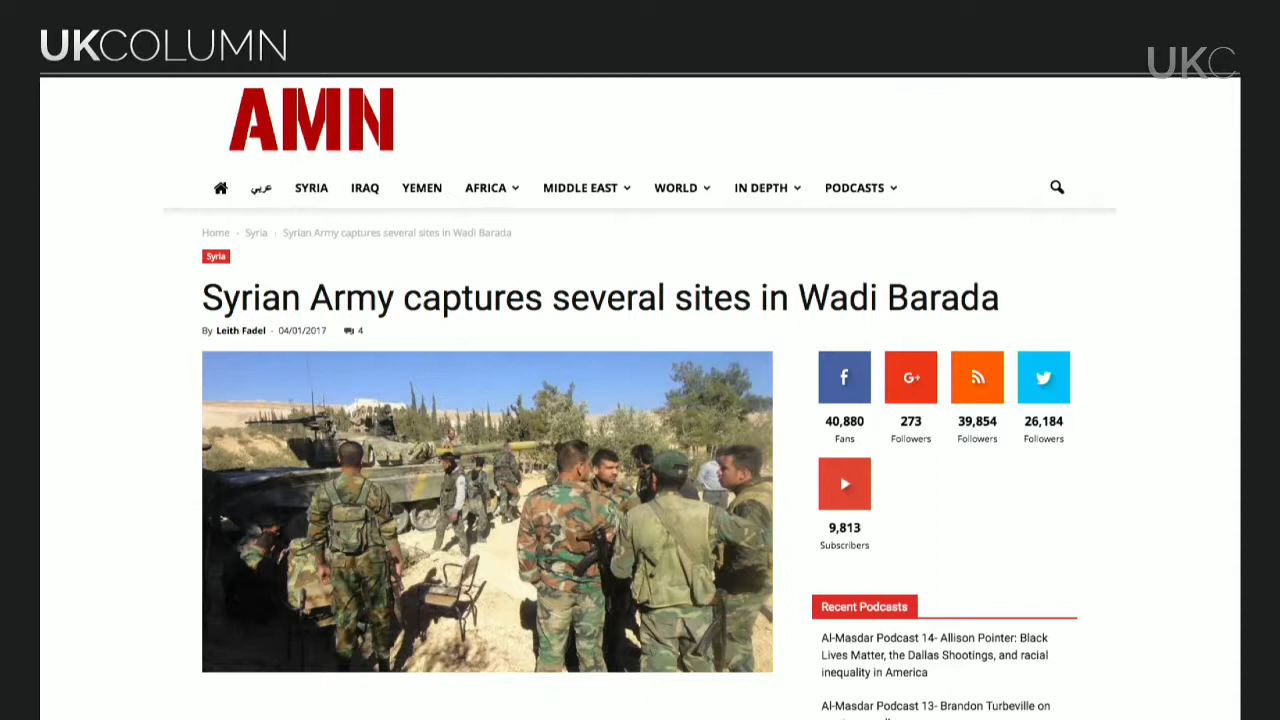 UKCOLUMN
UKC
AMN
عربي SYRIA IRAQ YEMEN AFRICA MIDDLE EAST WORLD IN DEPTH PODCASTS
Home Syria Syrian Army captures several sites in Wadi Barada
Syria
Syrian Army captures several sites in Wadi Barada
By Leith Fadel - 04/01/2017 4
f G+
40,880 273 39,854 26,184
Fans Followers Followers Followers
9,813
Subscribers
Recent Podcasts
Al-Masdar Podcast 14- Allison Pointer: Black
Lives Matter, the Dallas Shootings, and racial
inequality in America
Al-Masdar Podcast 13- Brandon Turbeville on